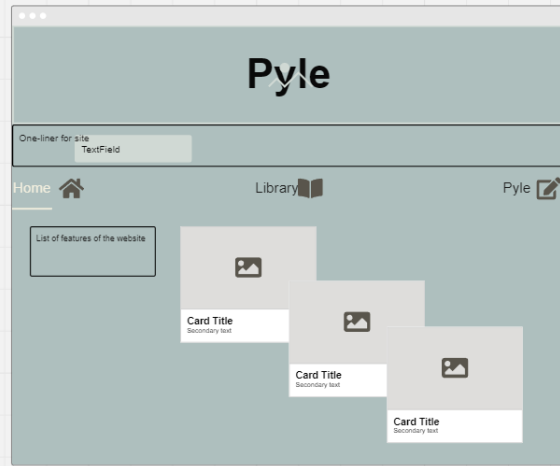 Pyle
One-liner for site
TextField
Home
Library
Pyle
List of features of the website
Card Title
Secondary text
Card Title
Secondary text
Card Title
Secondary text